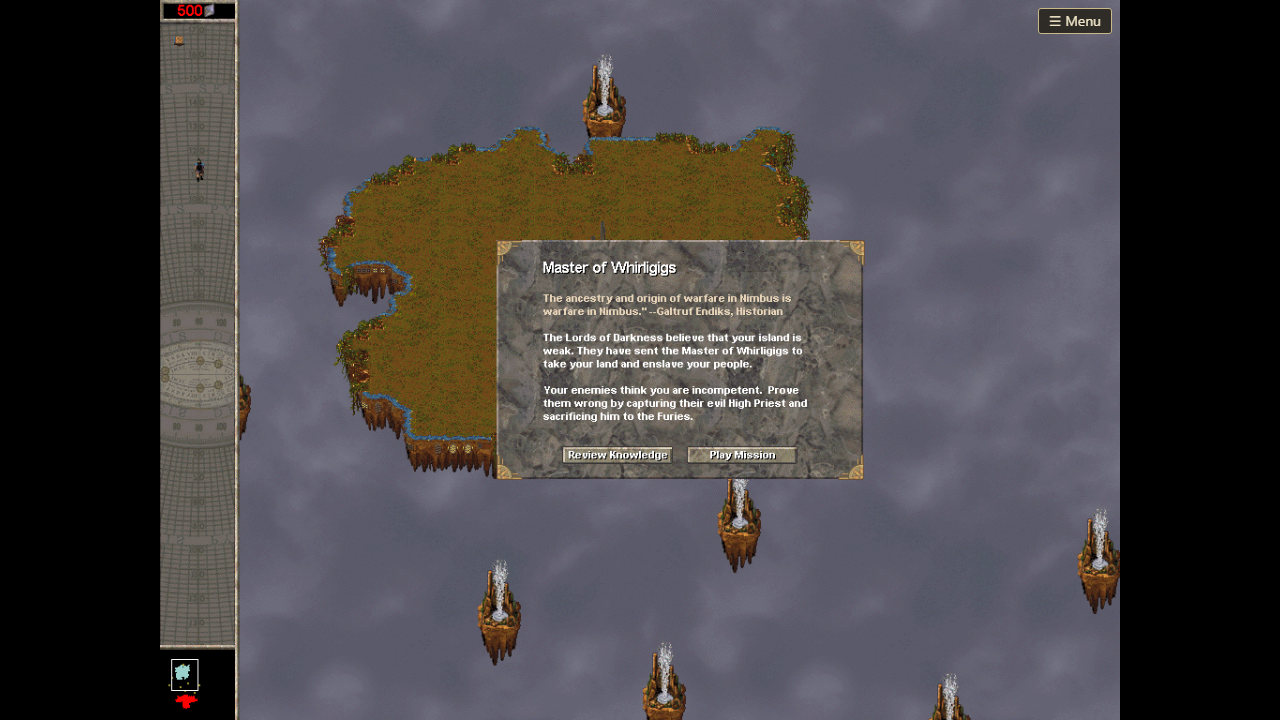 500
☰ Menu
Master of Whirligigs
The ancestry and origin of warfare in Nimbus is
warfare in Nimbus." --Galtruf Endiks, Historian
The Lords of Darkness believe that your island is
weak. They have sent the Master of Whirligigs to
take your land and enslave your people.
Your enemies think you are incompetent.  Prove
them wrong by capturing their evil High Priest and
sacrificing him to the Furies.
Review Knowledge
Play Mission